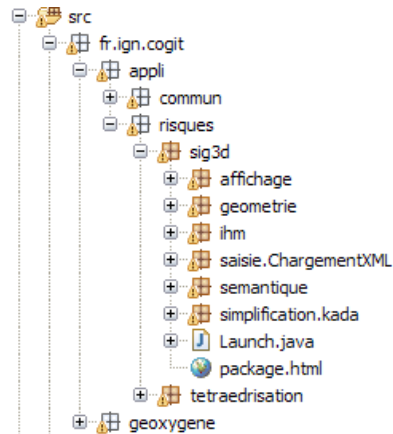 src
fr.ign.cogit
appli
commun
risques
sig3d
affichage
geometrie
ihm
saisie.ChargementXML
semantique
simplification.kada
Launch.java
package.html
tetraedrisation
geoxygene